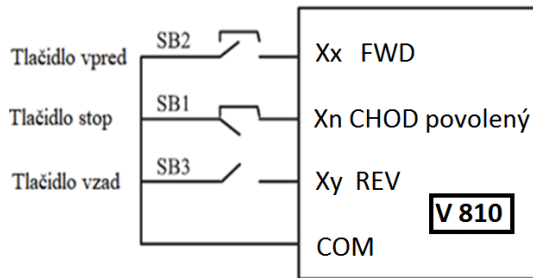 Tlačidlo vpred SB2 Xx FWD
Tlačidlo stop SB1 Xn CHOD povolený
Tlačidlo vzad SB3 Xy REV
V 810
COM